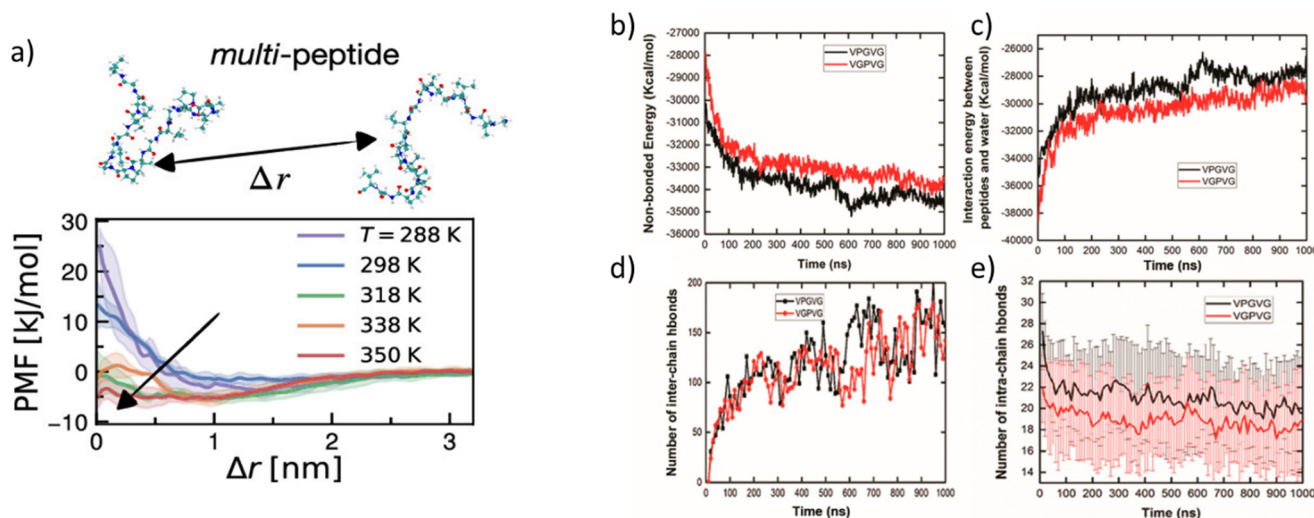 a)
multi-peptide
Δr
PMF [kJ/mol]
30
20
10
0
−5
−10
T = 288 K
298 K
318 K
338 K
350 K
0
1
2
3
Δr [nm]
b)
Non-bonded Energy (Kcal/mol)
-27000
-28000
-29000
-30000
-31000
-32000
-33000
-34000
-35000
-36000
VPGVG
VGPVG
0 100 200 300 400 500 600 700 800 900 1000
Time (ns)
c)
Interaction energy between
peptides and water (Kcal/mol)
-26000
-28000
-30000
-32000
-34000
-36000
-38000
-40000
VPGVG
VGPVG
0 100 200 300 400 500 600 700 800 900 1000
Time (ns)
d)
Number of inter-chain hbonds
200
150
100
50
0
VPGVG
VGPVG
0 100 200 300 400 500 600 700 800 900 1000
Time (ns)
e)
Number of intra-chain hbonds
32
30
28
26
24
22
20
18
16
14
VPGVG
VGPVG
0 100 200 300 400 500 600 700 800 900 1000
Time (ns)